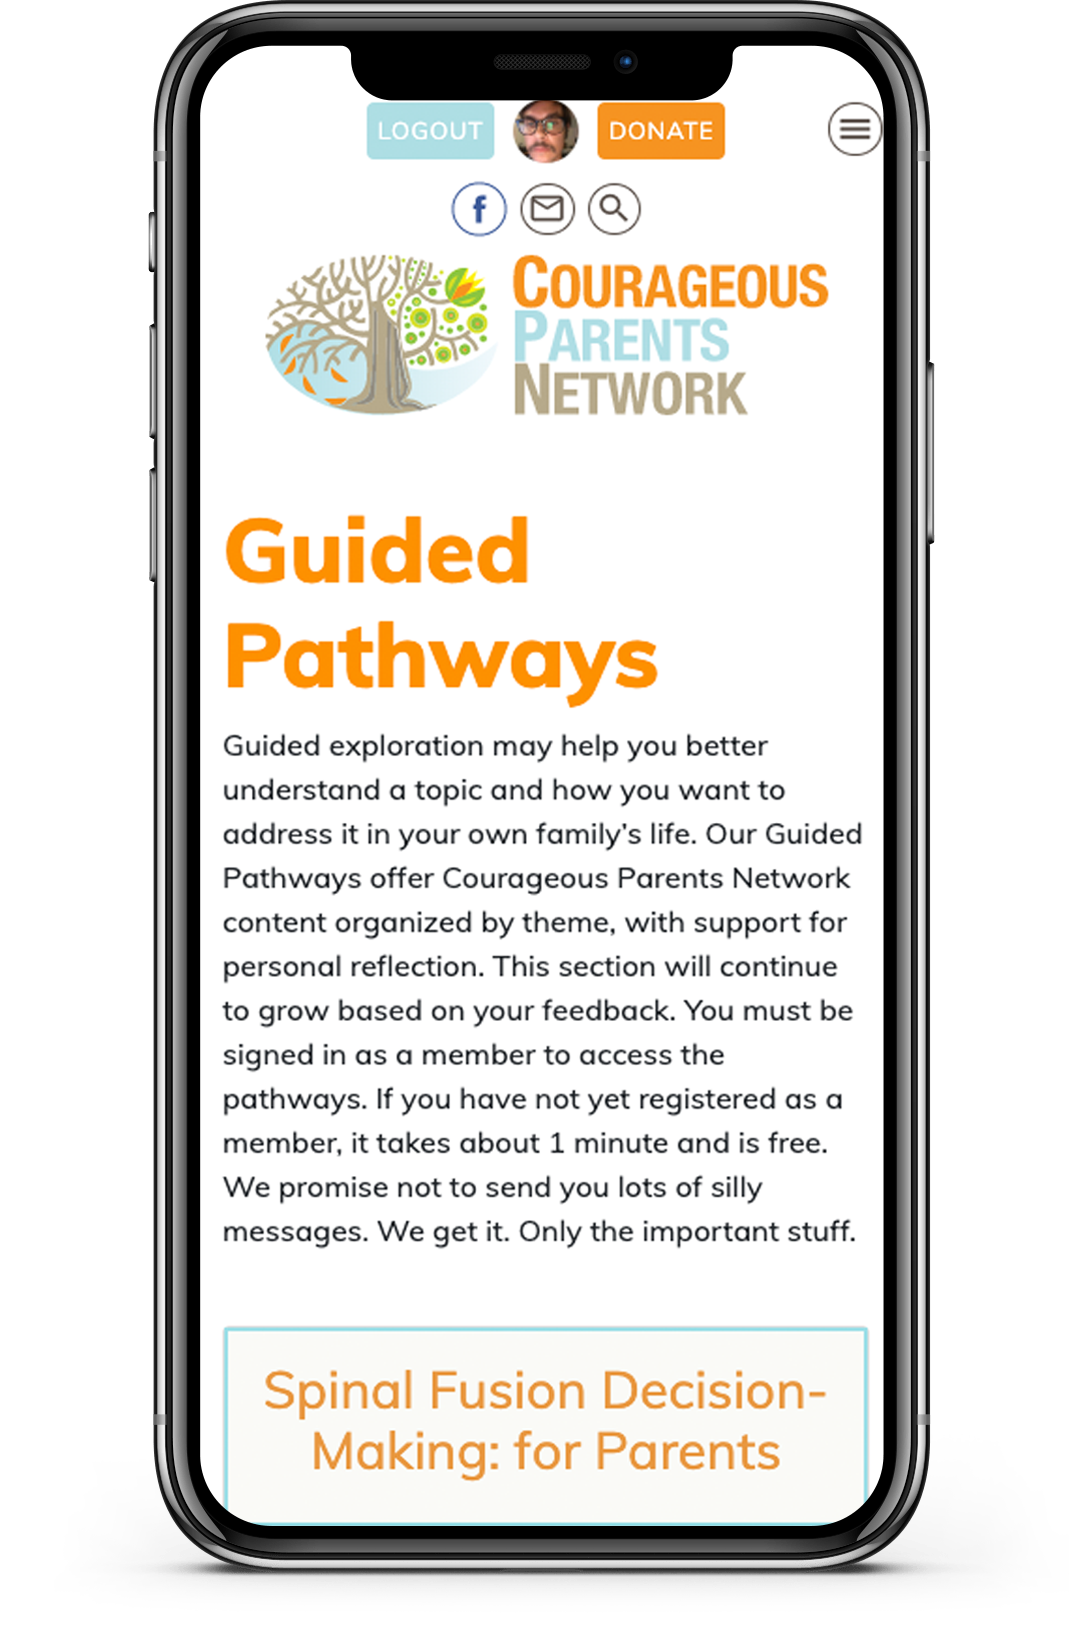 LOGOUT DONATE
f
COURAGEOUS
PARENTS
NETWORK
Guided
Pathways
Guided exploration may help you better
understand a topic and how you want to
address it in your own family's life. Our Guided
Pathways offer Courageous Parents Network
content organized by theme, with support for
personal reflection. This section will continue
to grow based on your feedback. You must be
signed in as a member to access the
pathways. If you have not yet registered as a
member, it takes about 1 minute and is free.
We promise not to send you lots of silly
messages. We get it. Only the important stuff.
Spinal Fusion Decision-
Making: for Parents